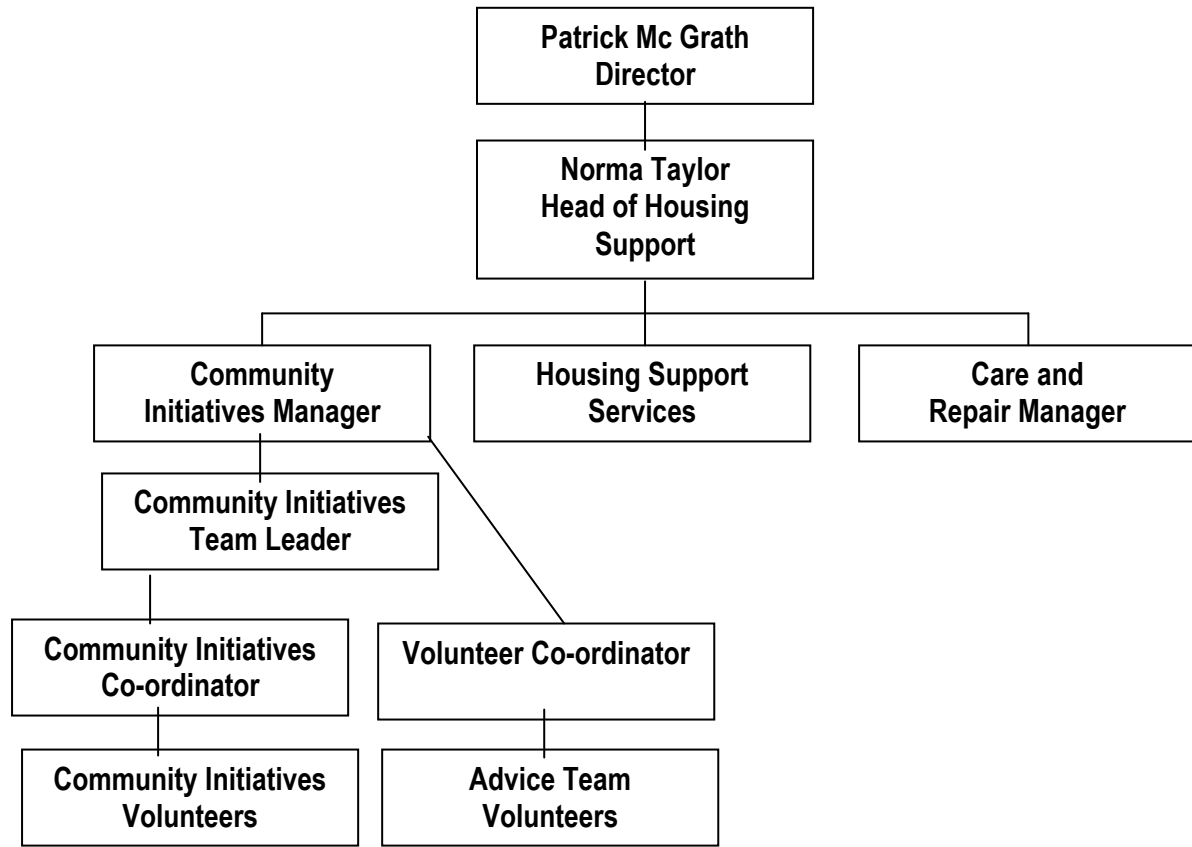 Patrick Mc Grath
Director
Norma Taylor
Head of Housing
Support
Community
Initiatives Manager
Housing Support
Services
Care and
Repair Manager
Community Initiatives
Team Leader
Community Initiatives
Co-ordinator
Volunteer Co-ordinator
Community Initiatives
Volunteers
Advice Team
Volunteers